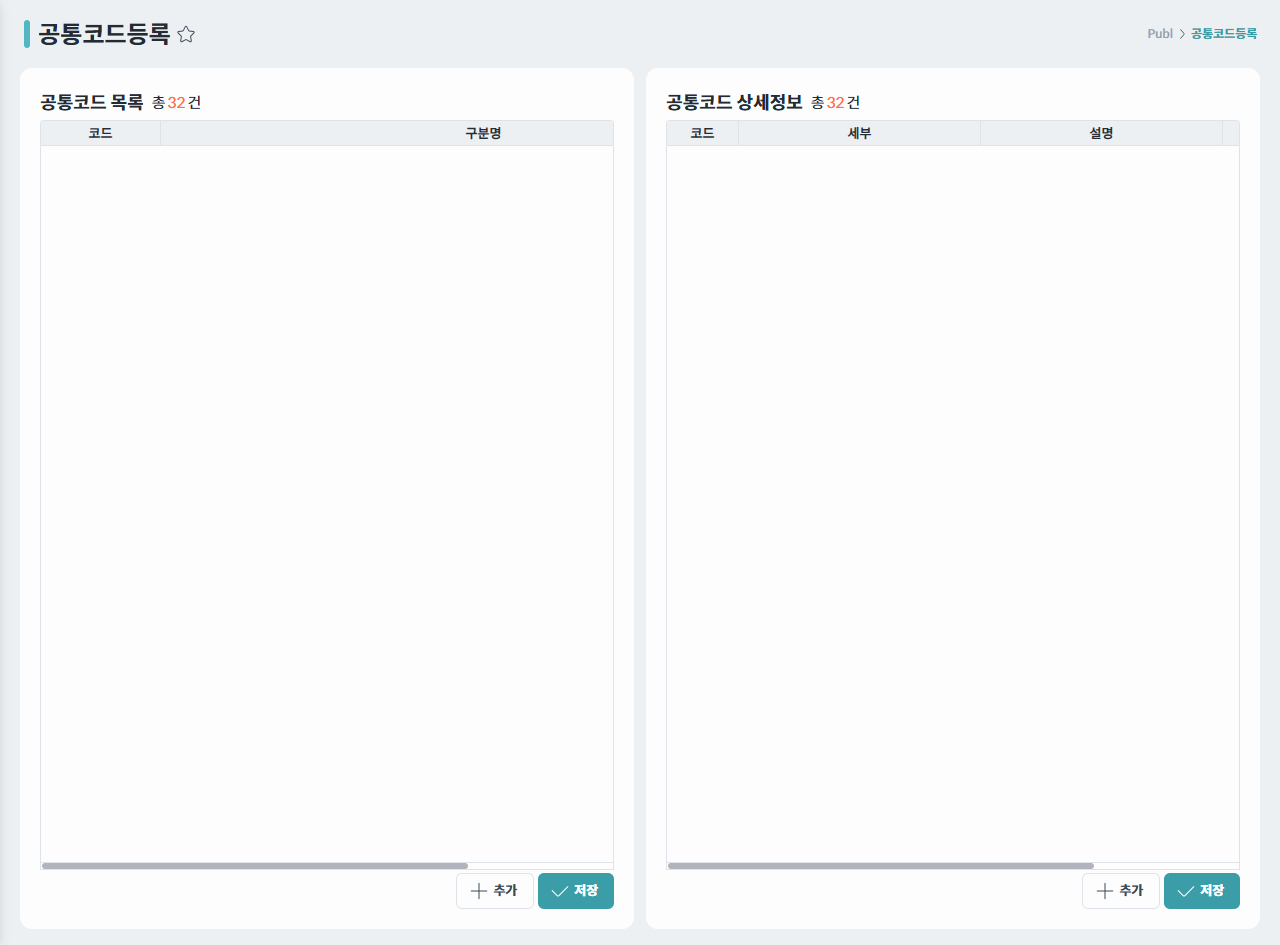 공통코드등록
Publ > 공통코드등록
공통코드 목록 총 32 건
코드 구분명
추가 저장
공통코드 상세정보 총 32 건
코드 세부 설명
추가 저장